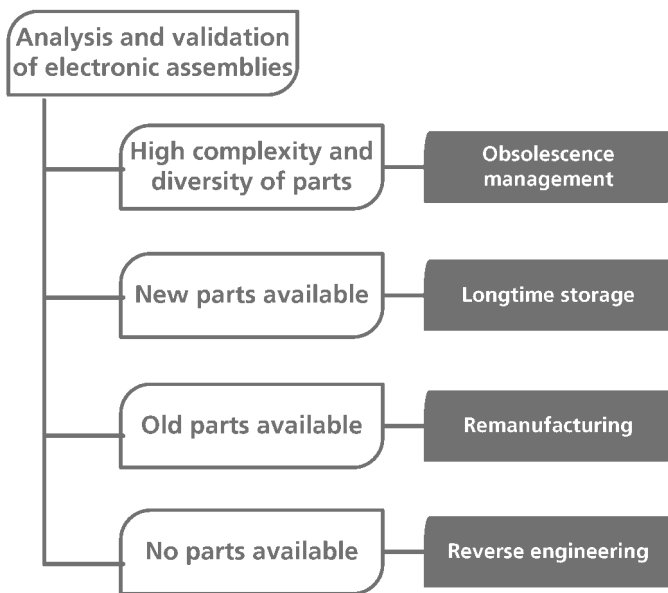 Analysis and validation
of electronic assemblies
High complexity and
diversity of parts
Obsolescence
management
New parts available
Longtime storage
Old parts available
Remanufacturing
No parts available
Reverse engineering